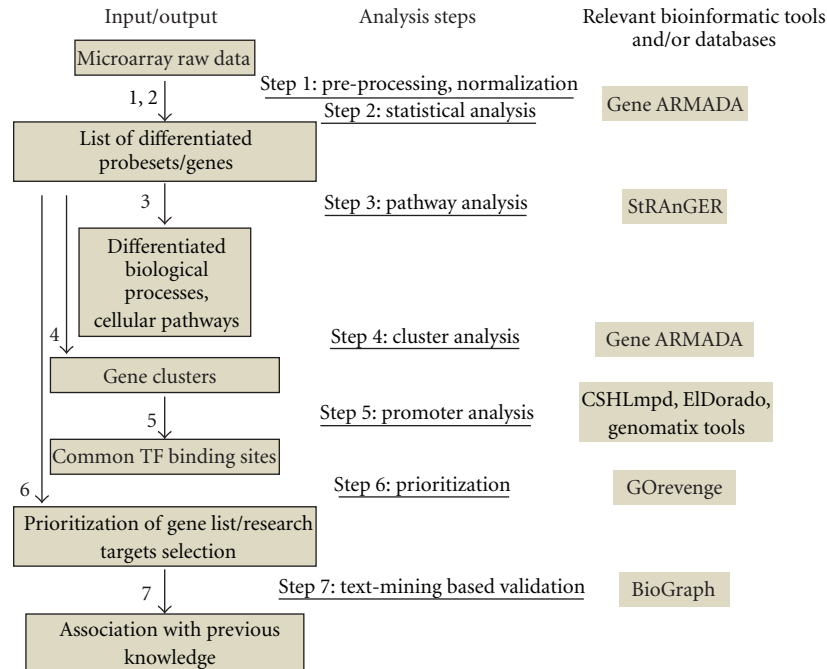 Input/output
Analysis steps
Relevant bioinformatic tools
and/or databases
Microarray raw data
1, 2
Step 1: pre-processing, normalization
Step 2: statistical analysis
Gene ARMADA
List of differentiated
probesets/genes
3
Step 3: pathway analysis
StRAnGER
Differentiated
biological
processes,
cellular pathways
4
Step 4: cluster analysis
Gene ARMADA
Gene clusters
5
Step 5: promoter analysis
CSHLmpd, ElDorado,
genomatix tools
Common TF binding sites
6
Step 6: prioritization
GOrevenge
Prioritization of gene list/research
targets selection
7
Step 7: text-mining based validation
BioGraph
Association with previous
knowledge